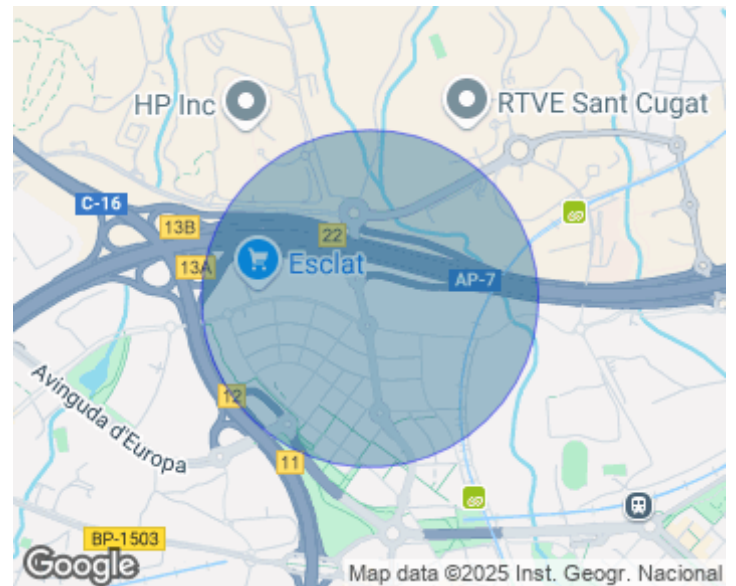 HP Inc
RTVE Sant Cugat
C-16
13B
22
13A
Esclat
AP-7
12
Avinguda d'Europa
11
BP-1503
Google
Map data ©2025 Inst. Geogr. Nacional